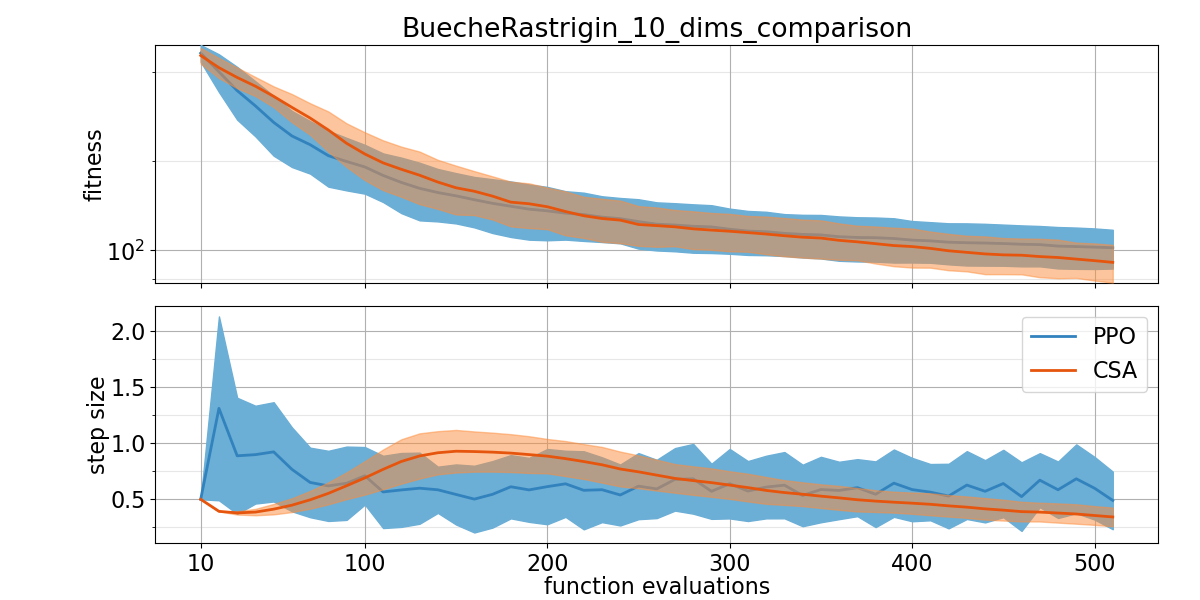 BuecheRastrigin_10_dims_comparison
fitness
10²
step size
2.0
1.5
1.0
0.5
PPO
CSA
10 100 200 300 400 500
function evaluations